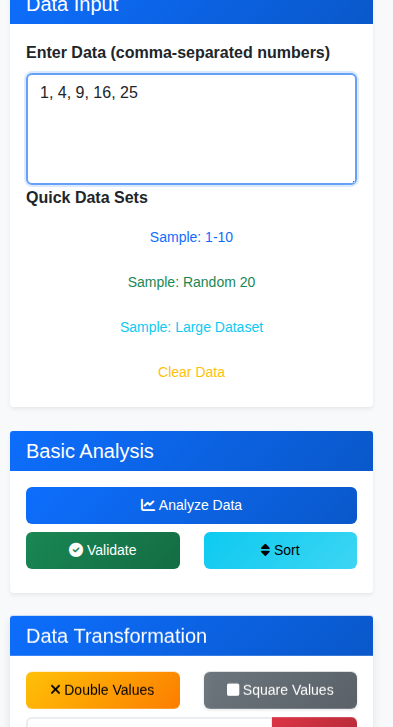 Data Input
Enter Data (comma-separated numbers)
1, 4, 9, 16, 25
Quick Data Sets
Sample: 1-10
Sample: Random 20
Sample: Large Dataset
Clear Data
Basic Analysis
Analyze Data
Validate
Sort
Data Transformation
Double Values
Square Values